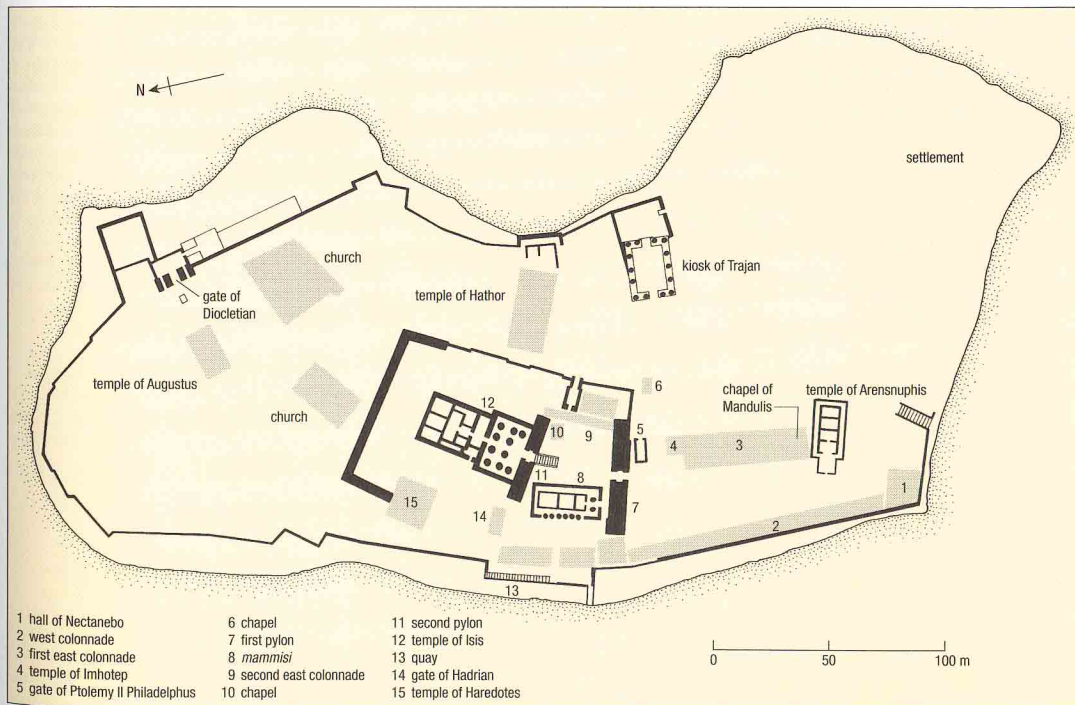 N
settlement
church
kiosk of Trajan
gate of
Diocletian
temple of Hathor
temple of Augustus
church
6
chapel of
Mandulis
temple of Arensnuphis
12
10
9
5
4
3
11
8
1
15
14
7
2
13
1 hall of Nectanebo
2 west colonnade
3 first east colonnade
4 temple of Imhotep
5 gate of Ptolemy II Philadelphus
6 chapel
7 first pylon
8 mammisi
9 second east colonnade
10 chapel
11 second pylon
12 temple of Isis
13 quay
14 gate of Hadrian
15 temple of Haredotes
0 50 100 m